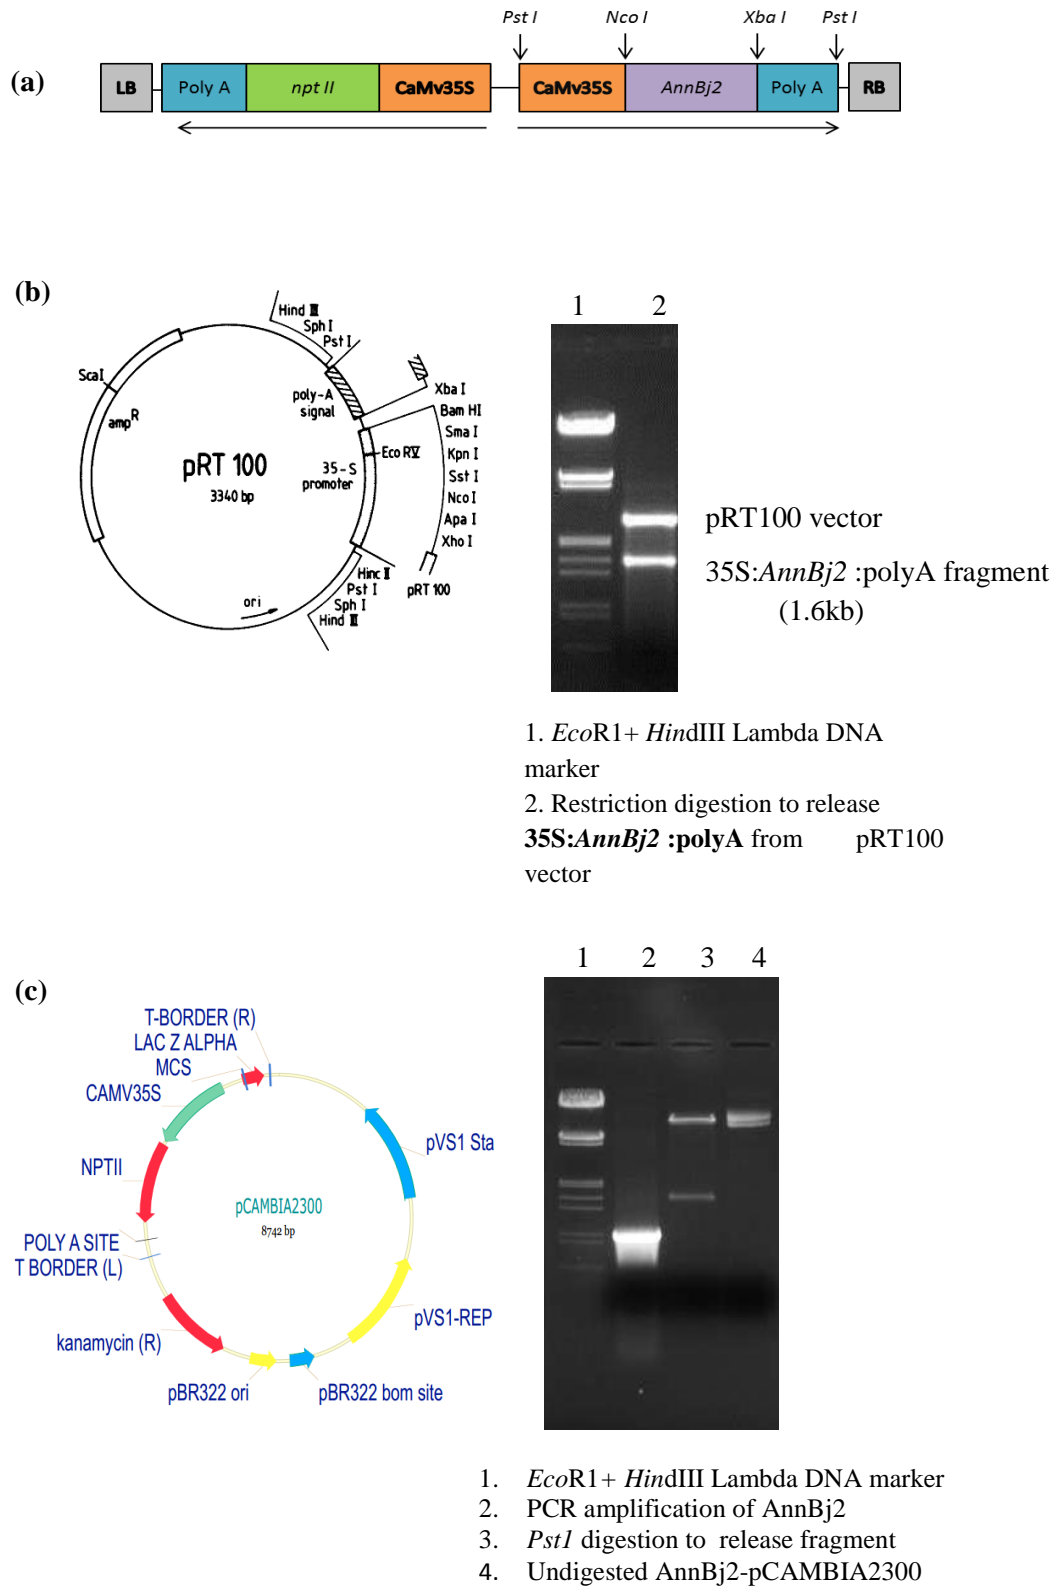 Pst I
Nco I
Xba I
Pst I
(a)
LB
Poly A
npt II
CaMv35S
CaMv35S
AnnBj2
Poly A
RB
(b)
Hind III
Sph I
Pst I
Sca I
amp R
poly-A
signal
Xba I
Bam HI
Sma I
Kpn I
Sst I
Nco I
Apa I
Xho I
pRT 100
Eco RV
35-S
promoter
pRT 100
3340 bp
Hinc II
Pst I
Sph I
Hind III
ori
1 2
pRT100 vector
35S:AnnBj2 :polyA fragment
(1.6kb)
1. EcoR1+ HindIII Lambda DNA
marker
2. Restriction digestion to release
35S:AnnBj2 :polyA from pRT100
vector
(c)
T-BORDER (R)
LAC Z ALPHA
MCS
CAMV35S
NPTII
POLY A SITE
T BORDER (L)
kanamycin (R)
pBR322 ori
pBR322 bom site
pVS1-REP
pVS1 Sta
pCAMBIA2300
8742 bp
1 2 3 4
1. EcoR1+ HindIII Lambda DNA marker
2. PCR amplification of AnnBj2
3. Pst1 digestion to release fragment
4. Undigested AnnBj2-pCAMBIA2300